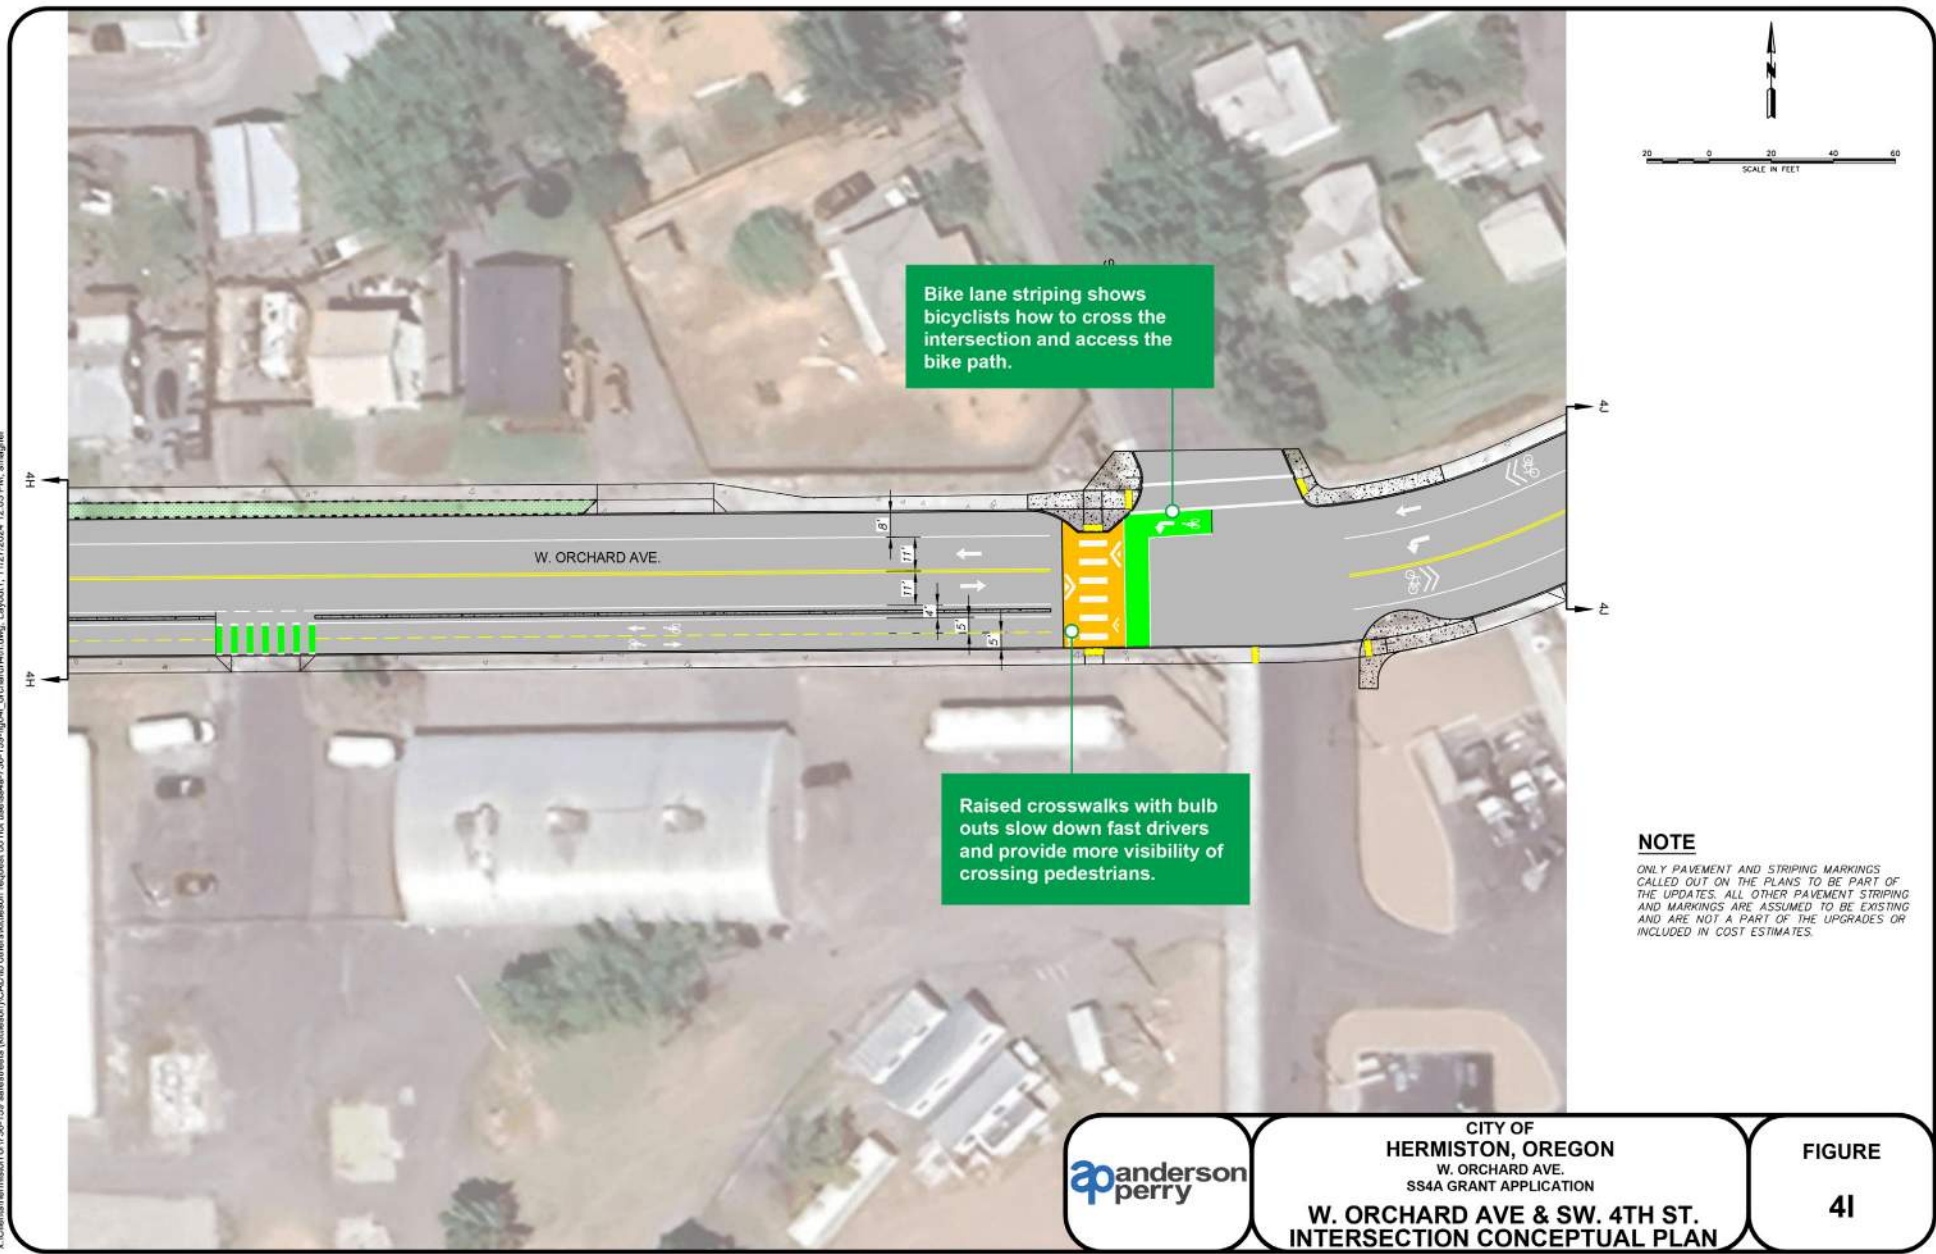 N
20 0 20 40 60
SCALE IN FEET
Bike lane striping shows
bicyclists how to cross the
intersection and access the
bike path.
4J
4H
W. ORCHARD AVE.
8'
11'
11'
4'
5'
5'
4J
4H
Raised crosswalks with bulb
outs slow down fast drivers
and provide more visibility of
crossing pedestrians.
NOTE
ONLY PAVEMENT AND STRIPING MARKINGS
CALLED OUT ON THE PLANS TO BE PART OF
THE UPDATES. ALL OTHER PAVEMENT STRIPING
AND MARKINGS ARE ASSUMED TO BE EXISTING
AND ARE NOT A PART OF THE UPGRADES OR
INCLUDED IN COST ESTIMATES.
ap anderson
perry
CITY OF
HERMISTON, OREGON
W. ORCHARD AVE.
SS4A GRANT APPLICATION
W. ORCHARD AVE & SW. 4TH ST.
INTERSECTION CONCEPTUAL PLAN
FIGURE
4I